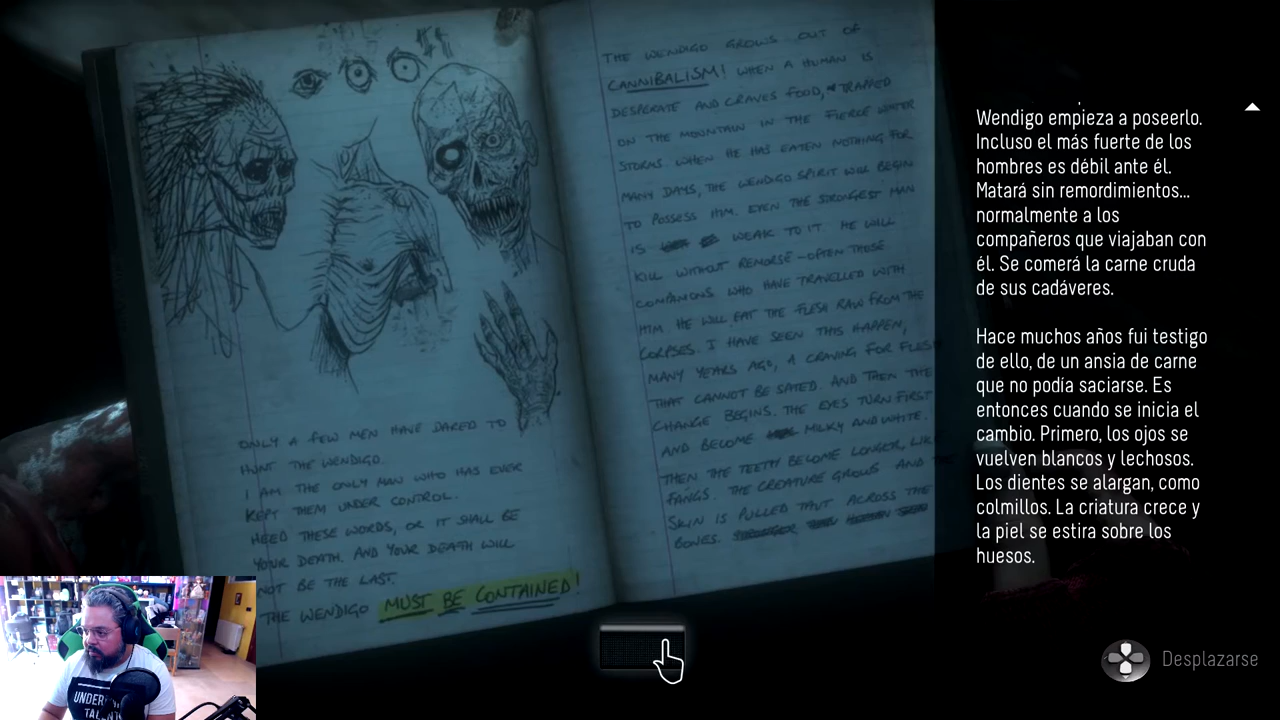 ONLY A FEW MEN HAVE DARED TO
HUNT THE WENDIGO.
I AM THE ONLY MAN WHO HAS EVER
KEPT THEM UNDER CONTROL.
HEED THESE WORDS, OR IT SHALL BE
YOUR DEATH. AND YOUR DEATH WILL
NOT BE THE LAST.
THE WENDIGO MUST BE CONTAINED!
THE WENDIGO GROWS OUT OF
CANNIBALISM! WHEN A HUMAN IS
DESPERATE AND CRAVES FOOD, TRAPPED
ON THE MOUNTAIN IN THE FIERCE WINTER
STORMS. WHEN HE HAS EATEN NOTHING FOR
MANY DAYS, THE WENDIGO SPIRIT WILL BEGIN
TO POSSESS HIM. EVEN THE STRONGEST MAN
IS WEAK TO IT. HE WILL
KILL WITHOUT REMORSE - OFTEN THOSE
COMPANIONS WHO HAVE TRAVELLED WITH
HIM. HE WILL EAT THE FLESH RAW FROM THE
CORPSES. I HAVE SEEN THIS HAPPEN,
MANY YEARS AGO, A CRAVING FOR FLESH
THAT CANNOT BE SATED. AND THEN THE
CHANGE BEGINS. THE EYES TURN FIRST
AND BECOME MILKY AND WHITE.
THEN THE TEETH BECOME LONGER, LIKE
FANGS. THE CREATURE GROWS AND THE
SKIN IS PULLED TAUT ACROSS THE
BONES.
Wendigo empieza a poseerlo.
Incluso el más fuerte de los
hombres es débil ante él.
Matará sin remordimientos...
normalmente a los
compañeros que viajaban con
él. Se comerá la carne cruda
de sus cadáveres.
Hace muchos años fui testigo
de ello, de un ansia de carne
que no podía saciarse. Es
entonces cuando se inicia el
cambio. Primero, los ojos se
vuelven blancos y lechosos.
Los dientes se alargan, como
colmillos. La criatura crece y
la piel se estira sobre los
huesos.
Desplazarse